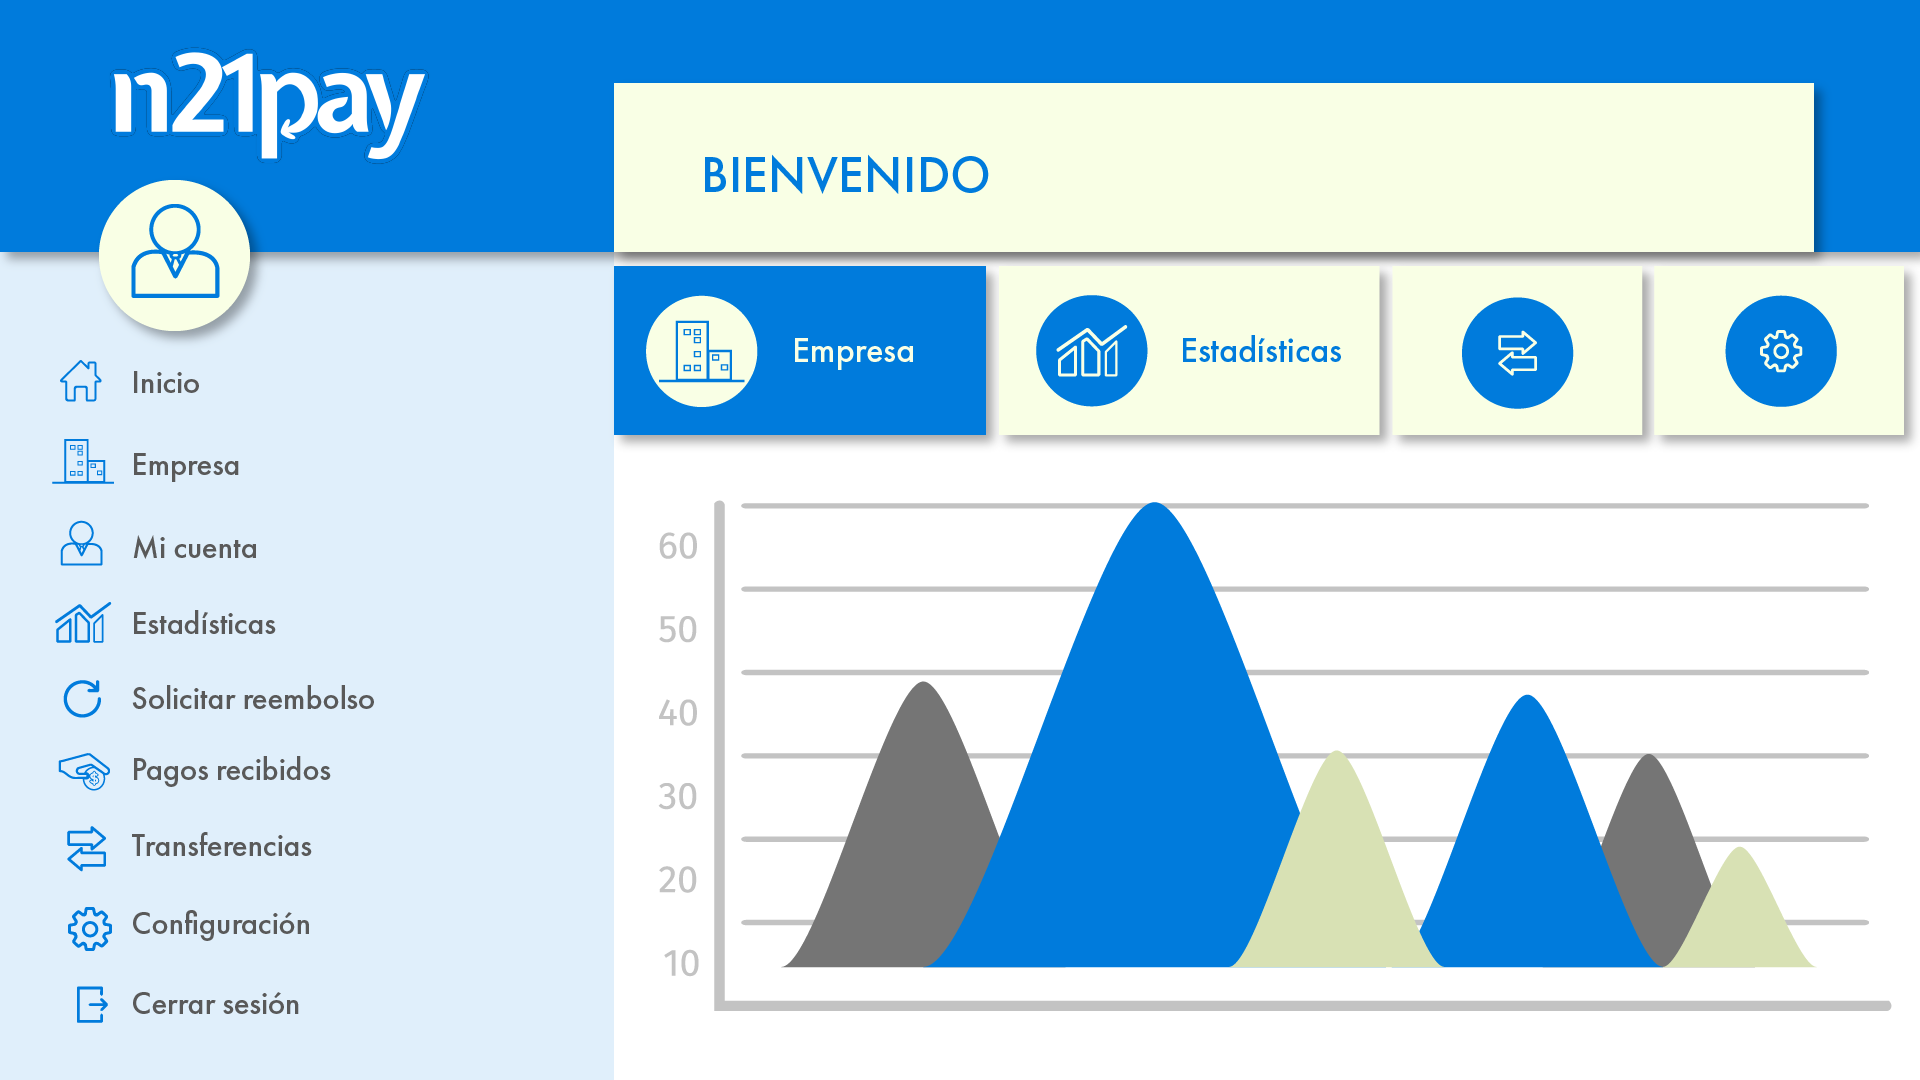 n21pay
BIENVENIDO
Empresa
Estadísticas
Inicio
Empresa
Mi cuenta
Estadísticas
Solicitar reembolso
Pagos recibidos
Transferencias
Configuración
Cerrar sesión
60
50
40
30
20
10